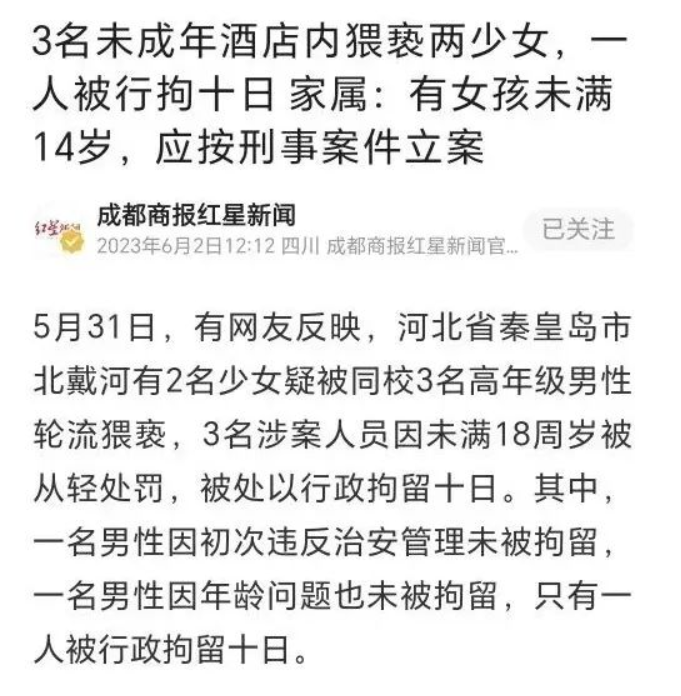 3名未成年酒店内猥亵两少女，一
人被行拘十日 家属：有女孩未满
14岁，应按刑事案件立案
红星新闻
成都商报红星新闻
2023年6月2日12:12 四川 成都商报红星新闻官...
已关注
5月31日，有网友反映，河北省秦皇岛市
北戴河有2名少女疑被同校3名高年级男性
轮流猥亵，3名涉案人员因未满18周岁被
从轻处罚，被处以行政拘留十日。其中，
一名男性因初次违反治安管理未被拘留，
一名男性因年龄问题也未被拘留，只有一
人被行政拘留十日。